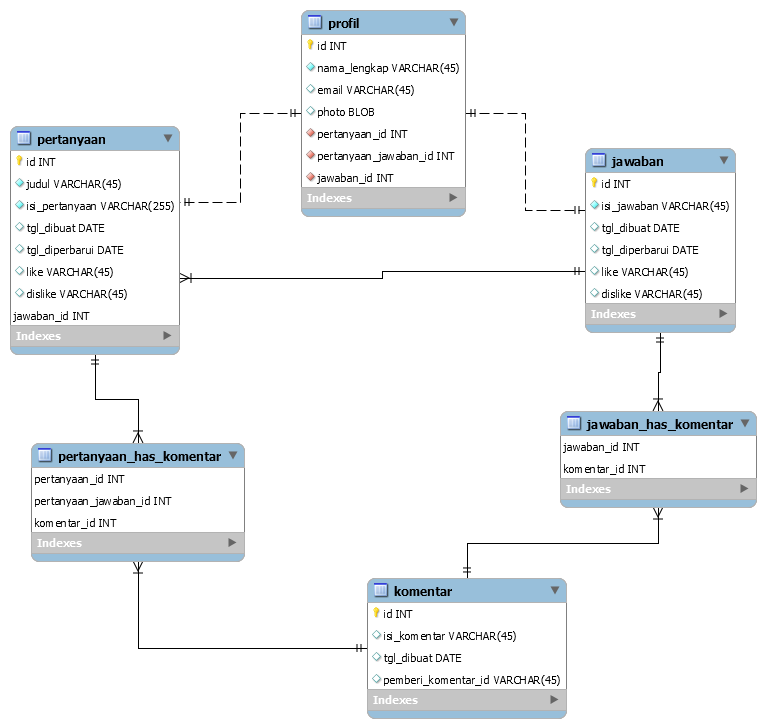 profil
id INT
nama_lengkap VARCHAR(45)
email VARCHAR(45)
photo BLOB
pertanyaan_id INT
pertanyaan_jawaban_id INT
jawaban_id INT
Indexes
pertanyaan
id INT
judul VARCHAR(45)
isi_pertanyaan VARCHAR(255)
tgl_dibuat DATE
tgl_diperbarui DATE
like VARCHAR(45)
dislike VARCHAR(45)
jawaban_id INT
Indexes
jawaban
id INT
isi_jawaban VARCHAR(45)
tgl_dibuat DATE
tgl_diperbarui DATE
like VARCHAR(45)
dislike VARCHAR(45)
Indexes
pertanyaan_has_komentar
pertanyaan_id INT
pertanyaan_jawaban_id INT
komentar_id INT
Indexes
jawaban_has_komentar
jawaban_id INT
komentar_id INT
Indexes
komentar
id INT
isi_komentar VARCHAR(45)
tgl_dibuat DATE
pemberi_komentar_id VARCHAR(45)
Indexes